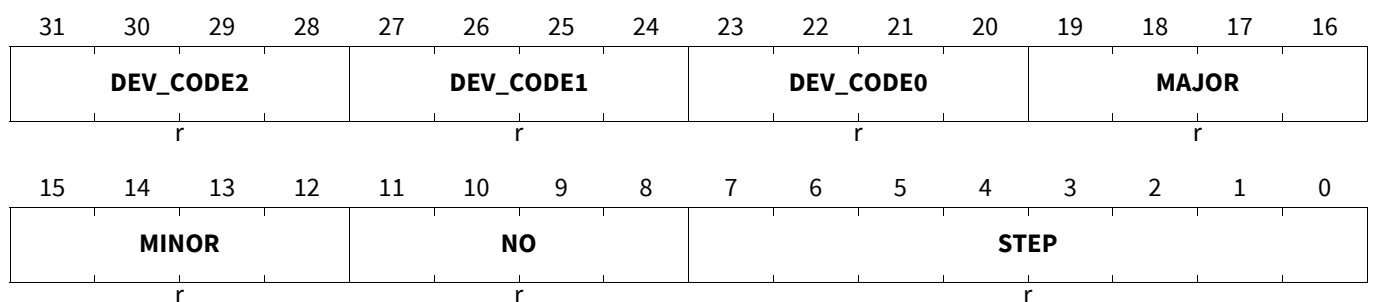 31 30 29 28 27 26 25 24 23 22 21 20 19 18 17 16
DEV_CODE2 DEV_CODE1 DEV_CODE0 MAJOR
r r r r
15 14 13 12 11 10 9 8 7 6 5 4 3 2 1 0
MINOR NO STEP
r r r